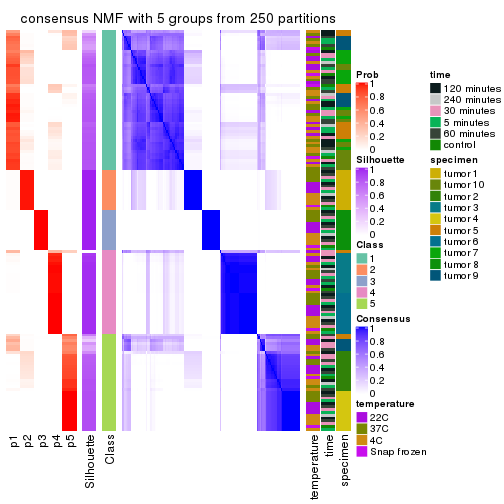 consensus NMF with 5 groups from 250 partitions
Prob
1
0.8
0.6
0.4
0.2
0
Silhouette
1
0.8
0.6
0.4
0.2
0
Class
1
2
3
4
5
Consensus
1
0.8
0.6
0.4
0.2
0
temperature
22C
37C
4C
Snap frozen
time
120 minutes
240 minutes
30 minutes
5 minutes
60 minutes
control
specimen
tumor 1
tumor 10
tumor 2
tumor 3
tumor 4
tumor 5
tumor 6
tumor 7
tumor 8
tumor 9
p1
p2
p3
p4
p5
Silhouette
Class
temperature
time
specimen